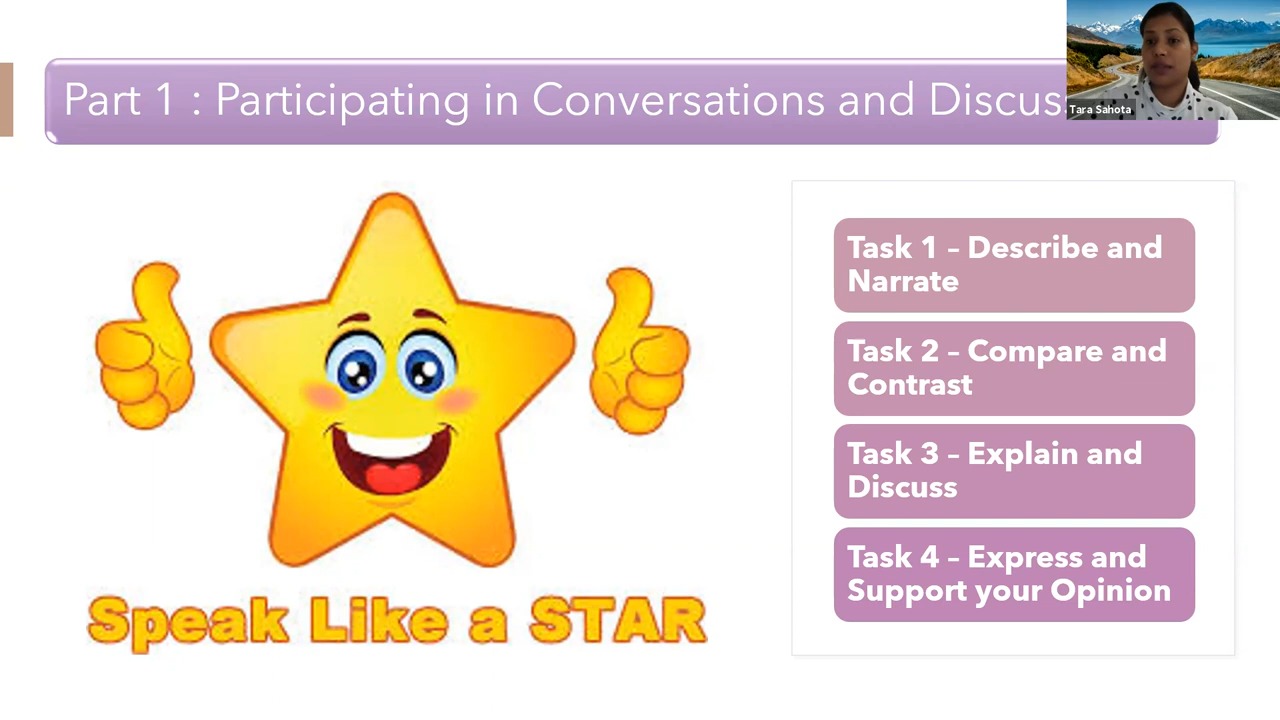 Part 1 : Participating in Conversations and
Tara Sahota
Task 1 – Describe and
Narrate
Task 2 – Compare and
Contrast
Task 3 – Explain and
Discuss
Task 4 – Express and
Support your Opinion
Speak Like a STAR